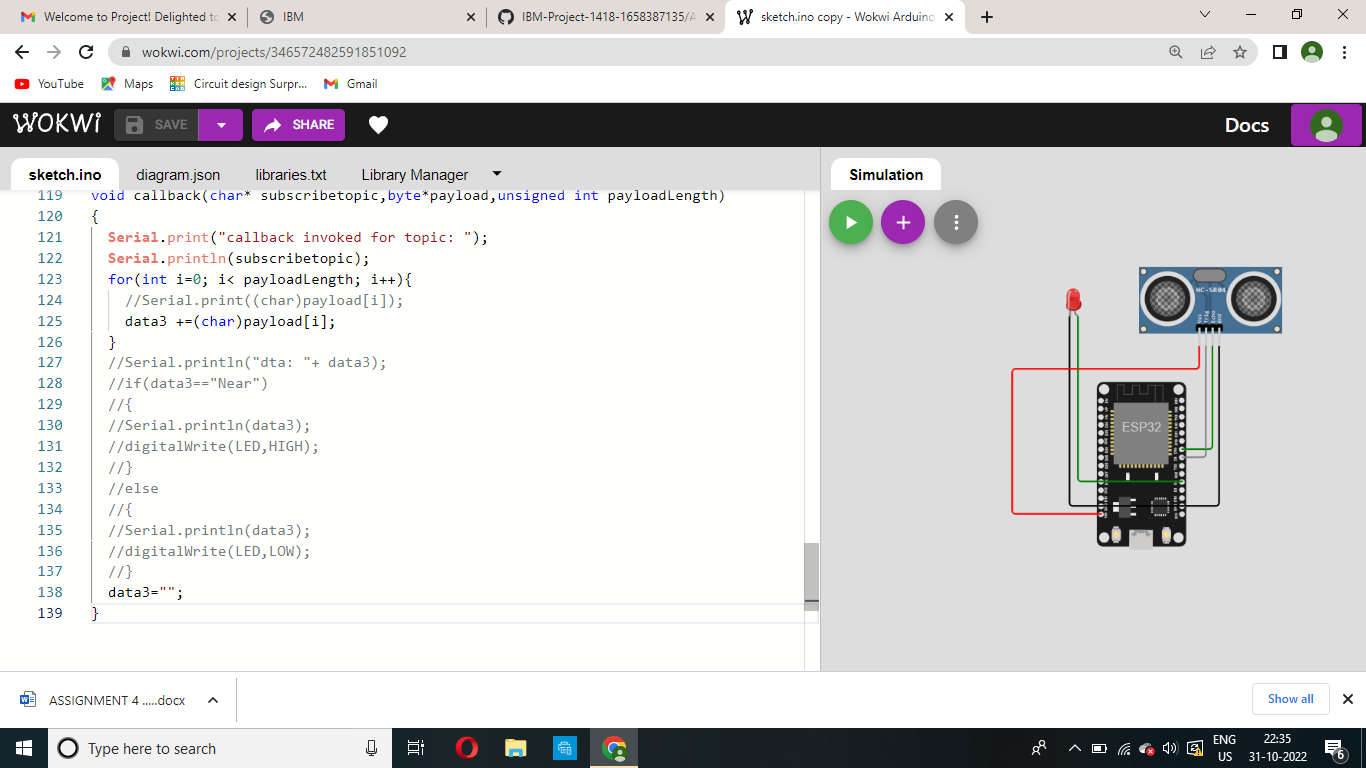 Welcome to Project! Delighted to
IBM
IBM-Project-1418-1658387135/A
sketch.ino copy - Wokwi Arduino
wokwi.com/projects/346572482591851092
YouTube
Maps
Circuit design Surpr...
Gmail
WOKWI
SAVE
SHARE
Docs
sketch.ino
diagram.json
libraries.txt
Library Manager
Simulation
119 void callback(char* subscribetopic,byte*payload,unsigned int payloadLength)
120 {
121 Serial.print("callback invoked for topic: ");
122 Serial.println(subscribetopic);
123 for(int i=0; i< payloadLength; i++){
124 //Serial.print((char)payload[i]);
125 data3 +=(char)payload[i];
126 }
127 //Serial.println("dta: "+ data3);
128 //if(data3=="Near")
129 //{
130 //Serial.println(data3);
131 //digitalWrite(LED,HIGH);
132 //}
133 //else
134 //{
135 //Serial.println(data3);
136 //digitalWrite(LED,LOW);
137 //}
138 data3="";
139 }
HC-SR04
Vcc
Trig
Echo
Gnd
ESP32
ASSIGNMENT 4 .....docx
Show all
Type here to search
ENG
US
22:35
31-10-2022
6